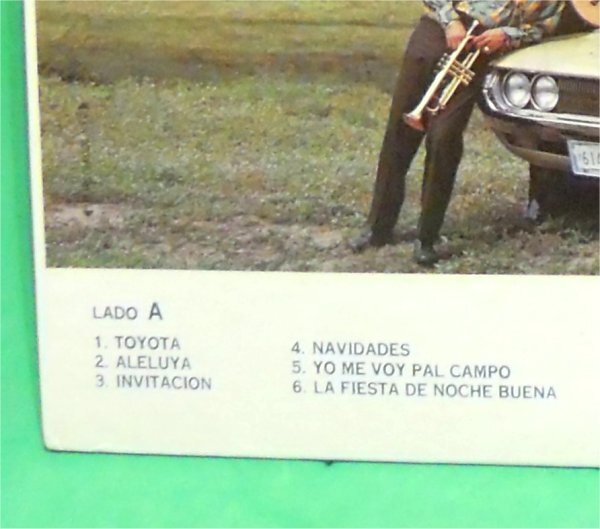 LADO A
1. TOYOTA
2. ALELUYA
3. INVITACION
4. NAVIDADES
5. YO ME VOY PAL CAMPO
6. LA FIESTA DE NOCHE BUENA